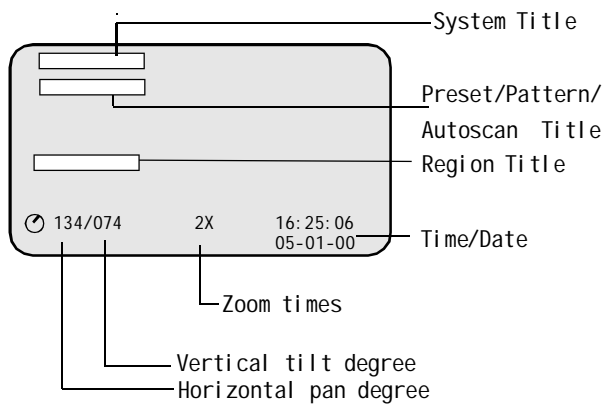 System Title
Preset/Pattern/
Autoscan Title
Region Title
134/074 2X 16:25:06
05-01-00
Time/Date
Zoom times
Vertical tilt degree
Horizontal pan degree